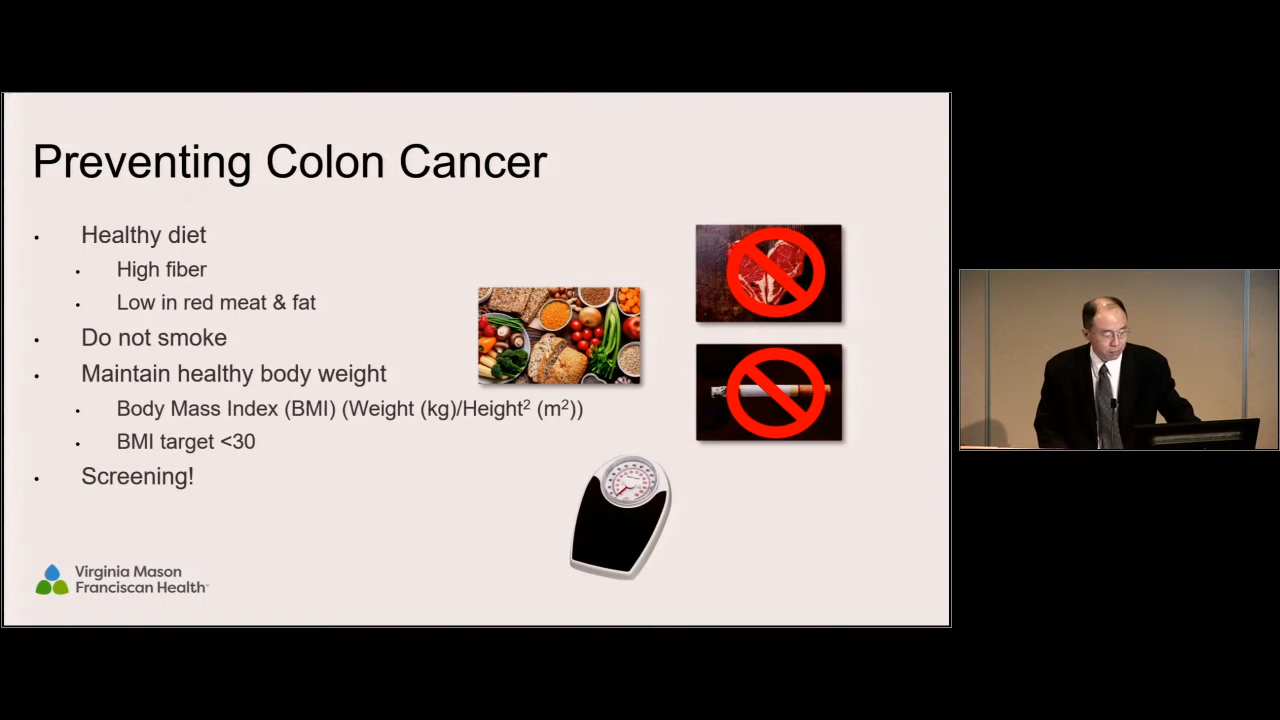 Preventing Colon Cancer
• Healthy diet
• High fiber
• Low in red meat & fat
• Do not smoke
• Maintain healthy body weight
• Body Mass Index (BMI) (Weight (kg)/Height² (m²))
• BMI target <30
• Screening!
Virginia Mason
Franciscan Health